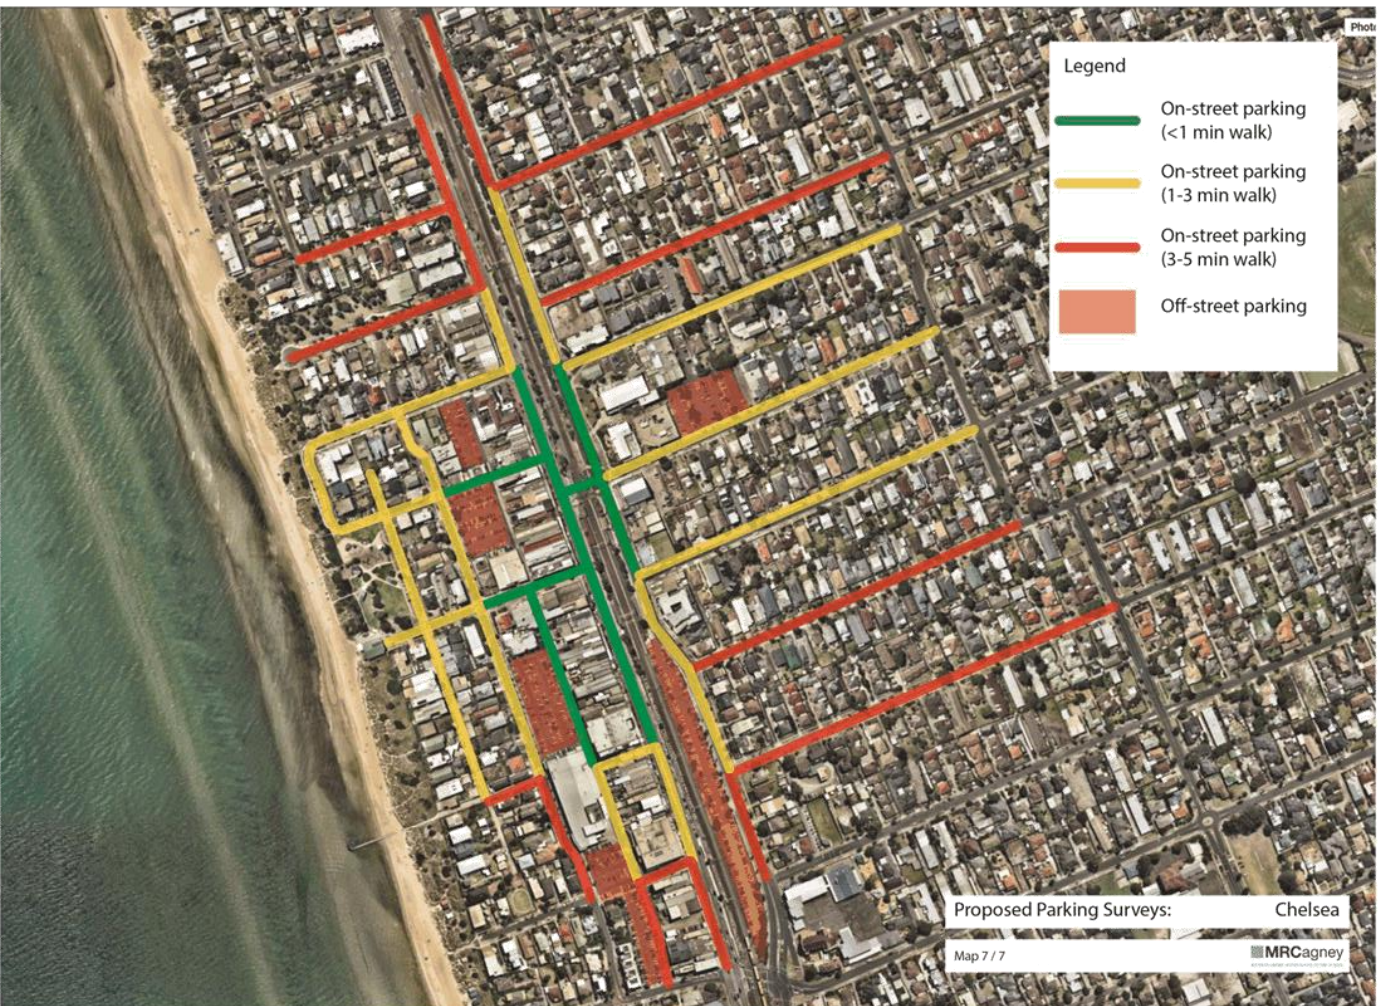 Photo
Legend
On-street parking
(<1 min walk)
On-street parking
(1-3 min walk)
On-street parking
(3-5 min walk)
Off-street parking
Proposed Parking Surveys: Chelsea
Map 7 / 7
MRCagney